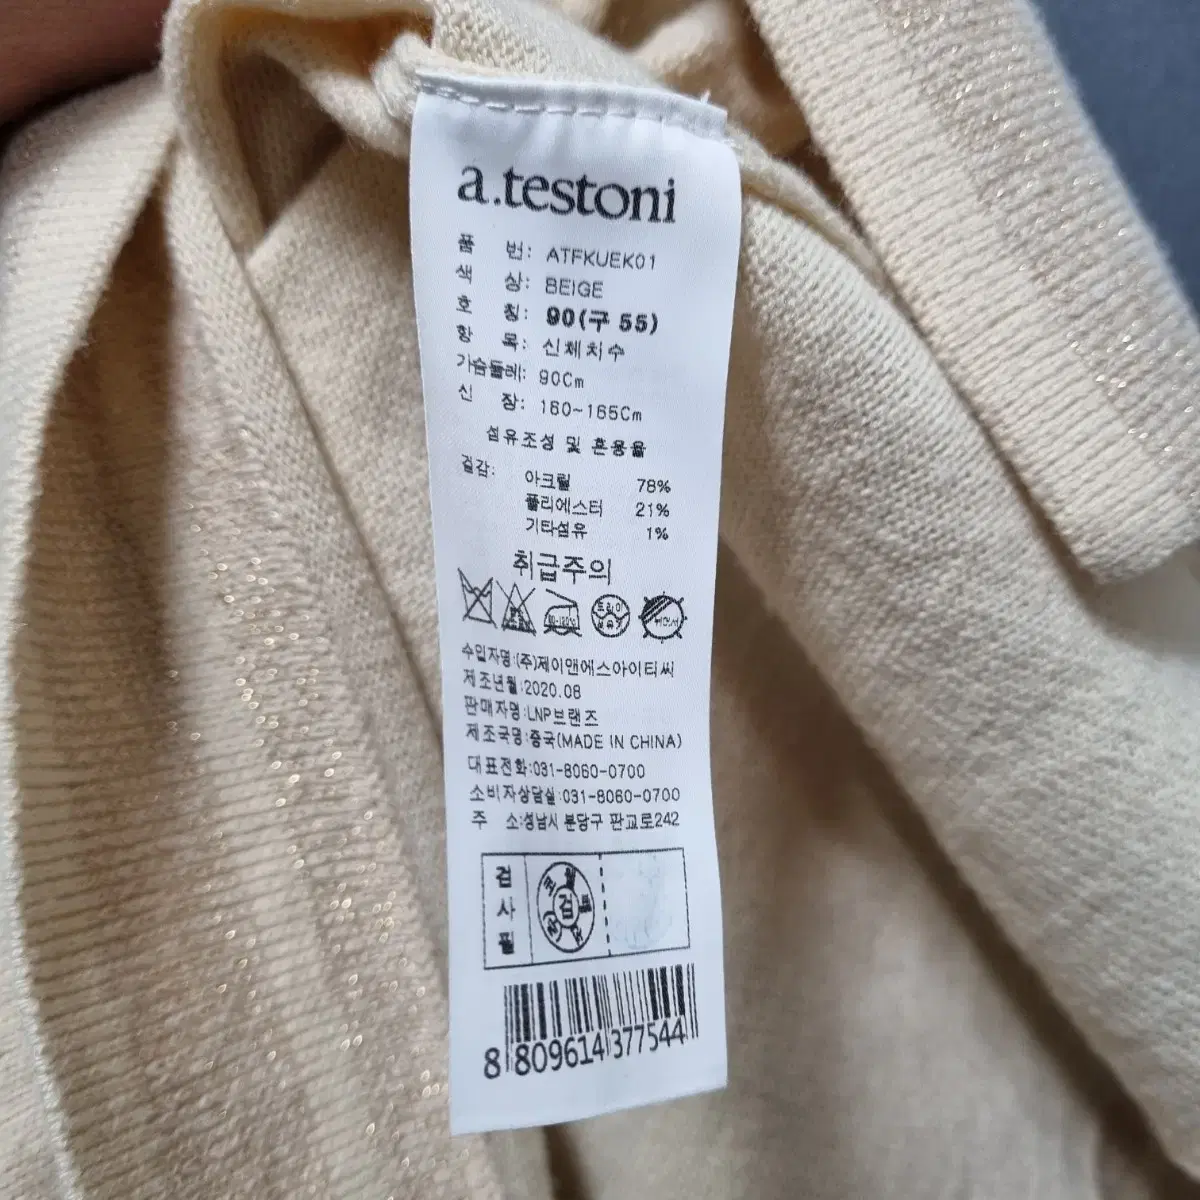 a.testoni
품 번: ATFKUEK01
색 상: BEIGE
호 칭: 90(구 55)
항 목: 신체치수
가슴둘레: 90Cm
신 장: 160~165Cm
섬유조성 및 혼용율
겉감: 아크릴 78%
폴리에스터 21%
기타섬유 1%
취급주의
80~120℃ 드라이
수입자명:(주)제이앤에스아이티씨
제조년월:2020.08
판매자명:LNP브랜즈
제조국명:중국(MADE IN CHINA)
대표전화:031-8060-0700
소비자상담실:031-8060-0700
주 소:성남시 분당구 판교로242
검사필
검
8 809614 377544